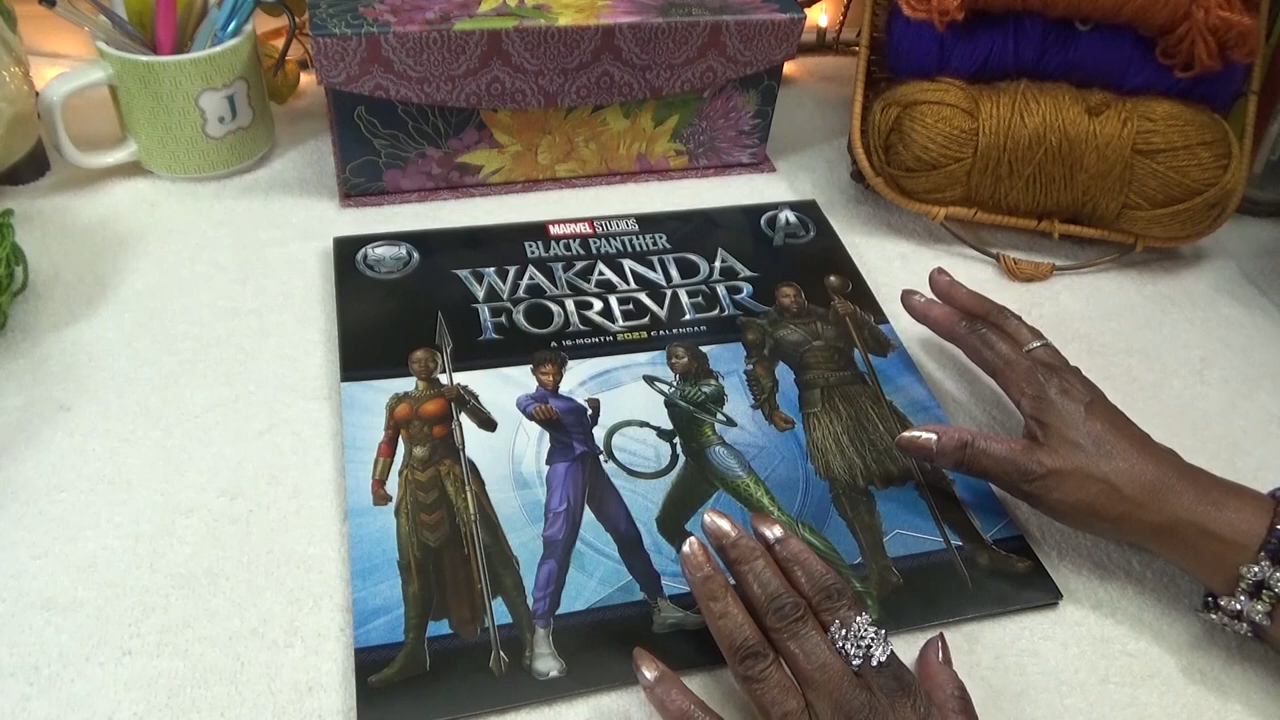 J
MARVEL STUDIOS
BLACK PANTHER
WAKANDA
FOREVER
A 16-MONTH 2023 CALENDAR